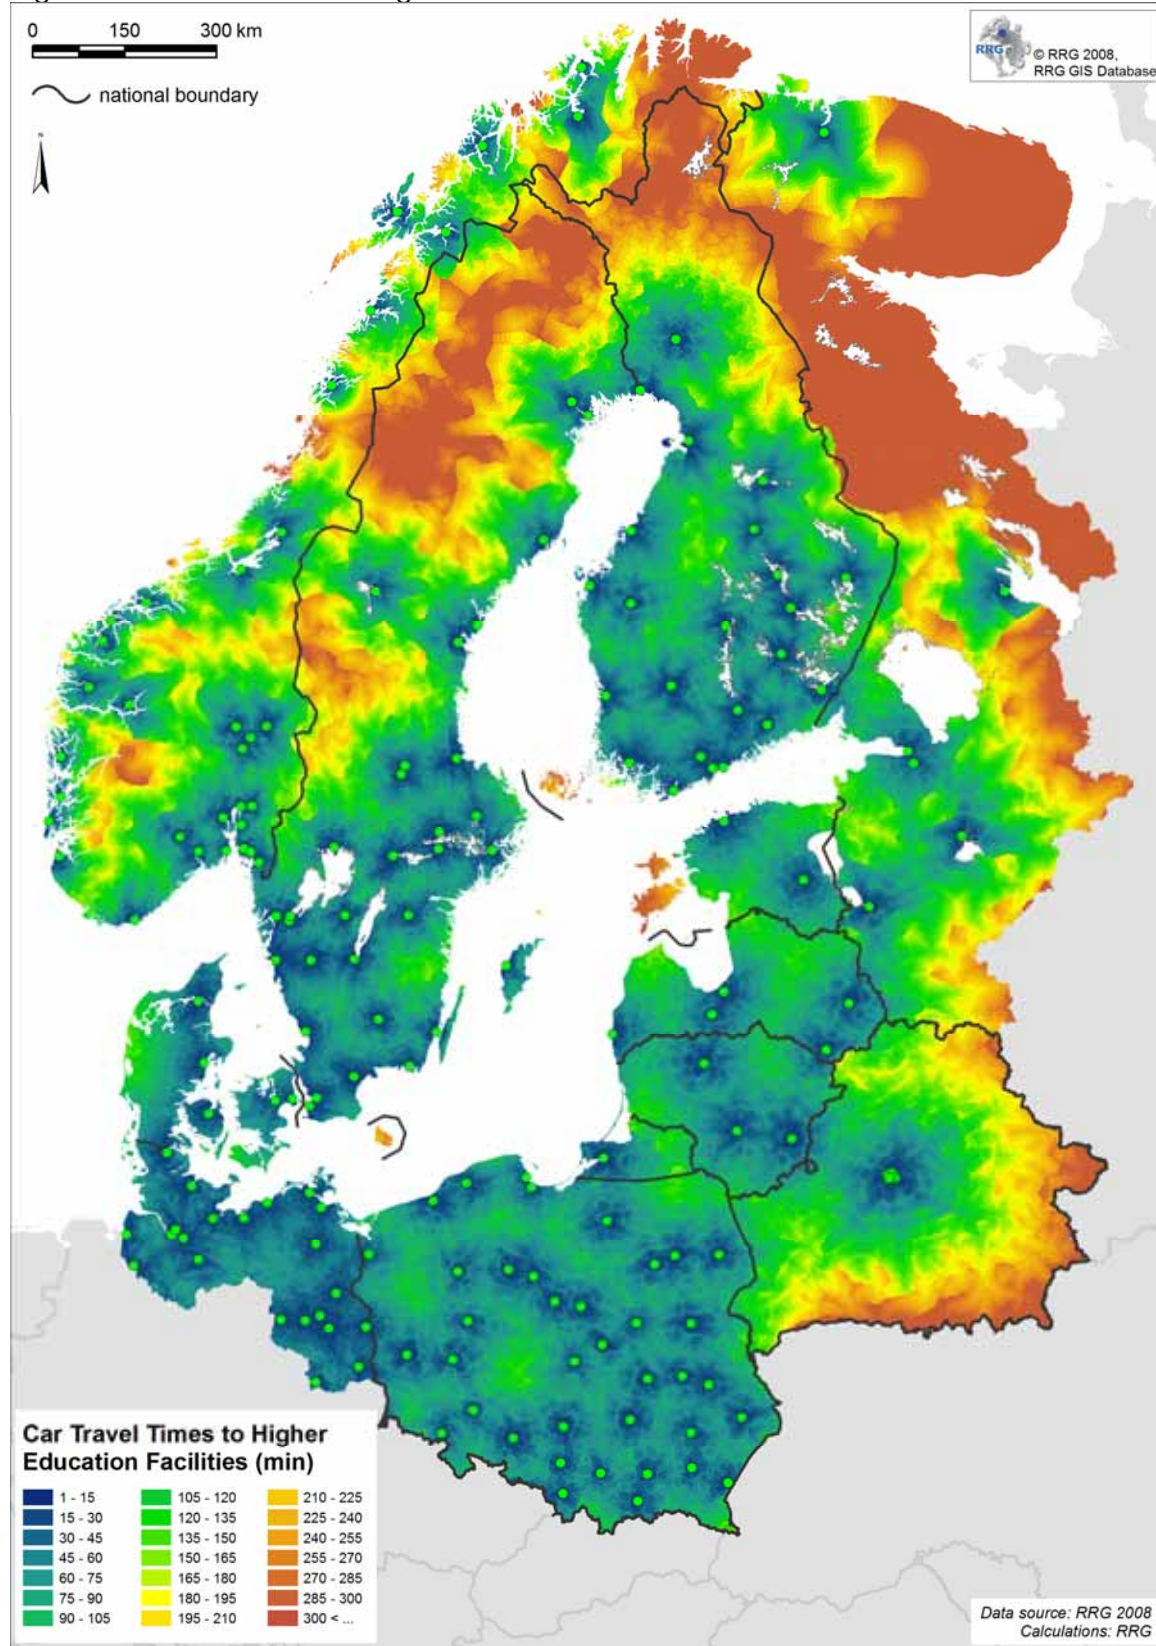 0 150 300 km
national boundary
N
RRG
© RRG 2008,
RRG GIS Database
Car Travel Times to Higher
Education Facilities (min)
1 - 15 105 - 120 210 - 225
15 - 30 120 - 135 225 - 240
30 - 45 135 - 150 240 - 255
45 - 60 150 - 165 255 - 270
60 - 75 165 - 180 270 - 285
75 - 90 180 - 195 285 - 300
90 - 105 195 - 210 300 < ...
Data source: RRG 2008
Calculations: RRG